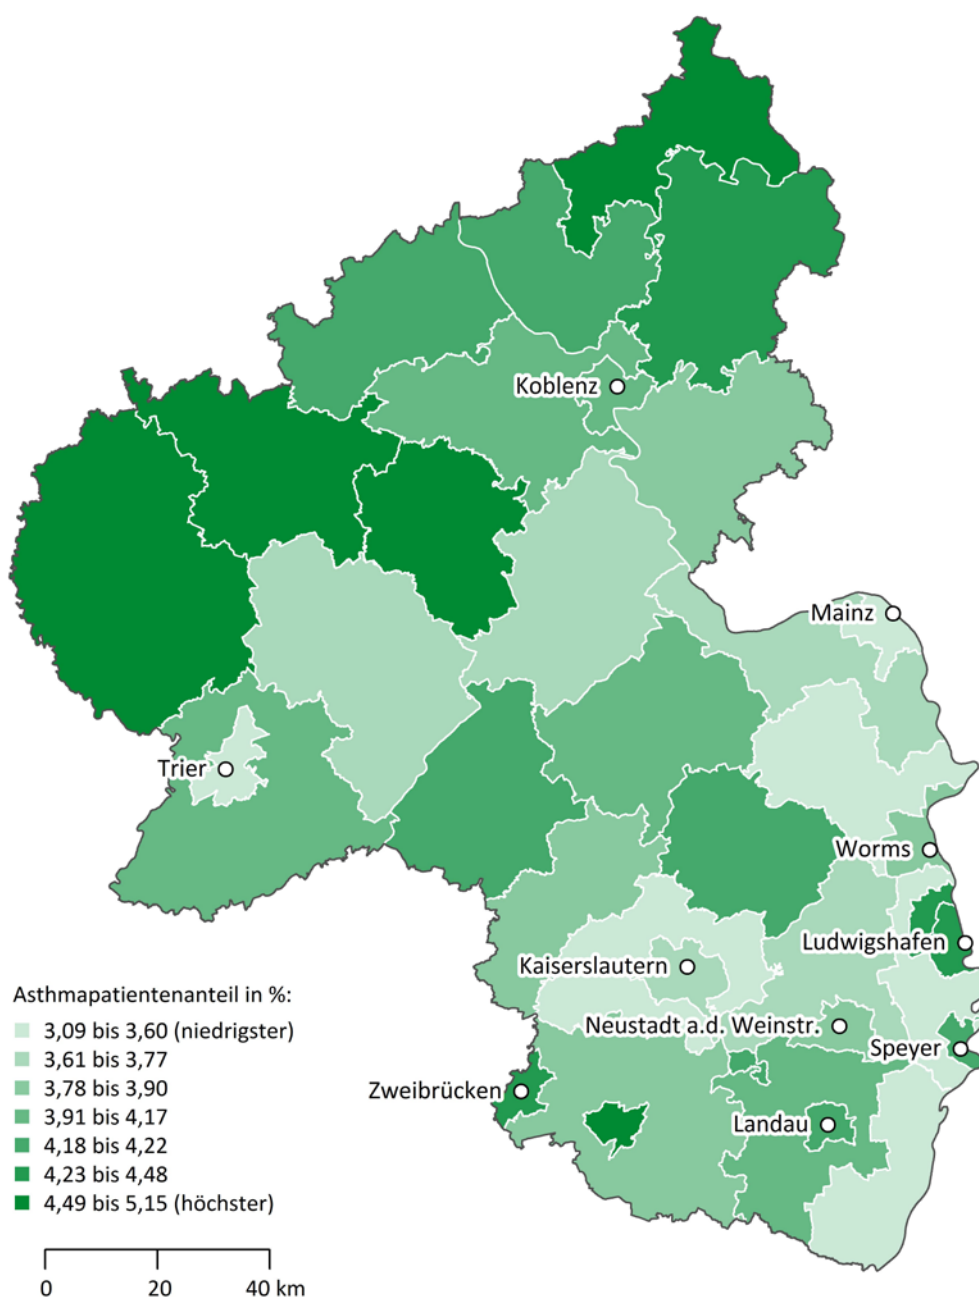 Koblenz
Mainz
Trier
Worms
Ludwigshafen
Kaiserslautern
Neustadt a.d. Weinstr.
Speyer
Zweibrücken
Landau
Asthmapatientenanteil in %:
3,09 bis 3,60 (niedrigster)
3,61 bis 3,77
3,78 bis 3,90
3,91 bis 4,17
4,18 bis 4,22
4,23 bis 4,48
4,49 bis 5,15 (höchster)
0 20 40 km